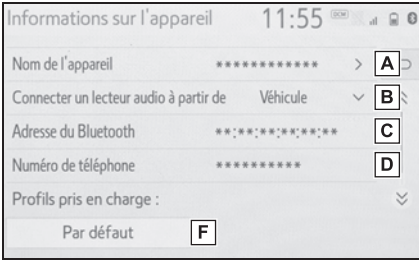 Informations sur l'appareil 11:55 DCM
Nom de l'appareil ************ > A
Connecter un lecteur audio à partir de Véhicule B
Adresse du Bluetooth **:**:**:**:**:** C
Numéro de téléphone ********** D
Profils pris en charge :
Par défaut F